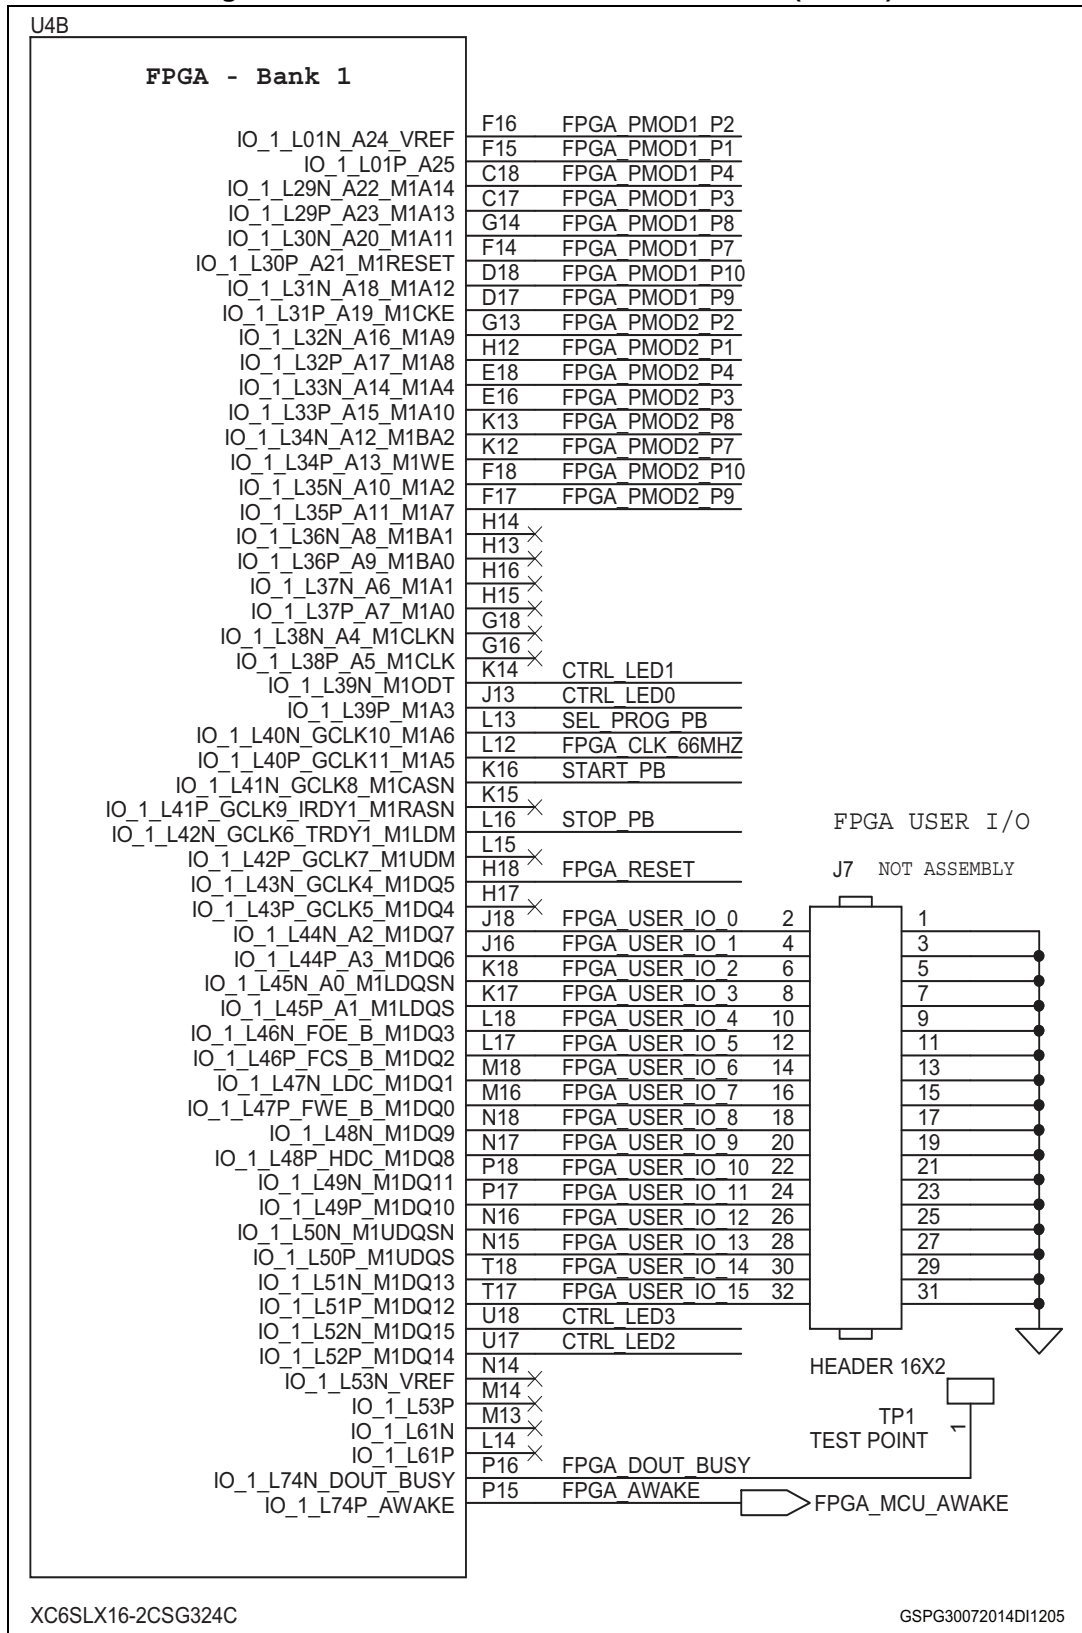 U4B
FPGA - Bank 1
IO_1_L01N_A24_VREF F16 FPGA_PMOD1_P2
IO_1_L01P_A25 F15 FPGA_PMOD1_P1
IO_1_L29N_A22_M1A14 C18 FPGA_PMOD1_P4
IO_1_L29P_A23_M1A13 C17 FPGA_PMOD1_P3
IO_1_L30N_A20_M1A11 G14 FPGA_PMOD1_P8
IO_1_L30P_A21_M1RESET F14 FPGA_PMOD1_P7
IO_1_L31N_A18_M1A12 D18 FPGA_PMOD1_P10
IO_1_L31P_A19_M1CKE D17 FPGA_PMOD1_P9
IO_1_L32N_A16_M1A9 G13 FPGA_PMOD2_P2
IO_1_L32P_A17_M1A8 H12 FPGA_PMOD2_P1
IO_1_L33N_A14_M1A4 E18 FPGA_PMOD2_P4
IO_1_L33P_A15_M1A10 E16 FPGA_PMOD2_P3
IO_1_L34N_A12_M1BA2 K13 FPGA_PMOD2_P8
IO_1_L34P_A13_M1WE K12 FPGA_PMOD2_P7
IO_1_L35N_A10_M1A2 F18 FPGA_PMOD2_P10
IO_1_L35P_A11_M1A7 F17 FPGA_PMOD2_P9
IO_1_L36N_A8_M1BA1 H14
IO_1_L36P_A9_M1BA0 H13
IO_1_L37N_A6_M1A1 H16
IO_1_L37P_A7_M1A0 H15
IO_1_L38N_A4_M1CLKN G18
IO_1_L38P_A5_M1CLK G16
IO_1_L39N_M1ODT K14 CTRL_LED1
IO_1_L39P_M1A3 J13 CTRL_LED0
IO_1_L40N_GCLK10_M1A6 L13 SEL_PROG_PB
IO_1_L40P_GCLK11_M1A5 L12 FPGA_CLK_66MHZ
IO_1_L41N_GCLK8_M1CASN K16 START_PB
IO_1_L41P_GCLK9_IRDY1_M1RASN K15
IO_1_L42N_GCLK6_TRDY1_M1LDM L16 STOP_PB
FPGA USER I/O
IO_1_L42P_GCLK7_M1UDM L15
IO_1_L43N_GCLK4_M1DQ5 H18 FPGA_RESET
J7 NOT ASSEMBLY
IO_1_L43P_GCLK5_M1DQ4 H17
IO_1_L44N_A2_M1DQ7 J18 FPGA_USER_IO_0 2 1
IO_1_L44P_A3_M1DQ6 J16 FPGA_USER_IO_1 4 3
IO_1_L45N_A0_M1LDQSN K18 FPGA_USER_IO_2 6 5
IO_1_L45P_A1_M1LDQS K17 FPGA_USER_IO_3 8 7
IO_1_L46N_FOE_B_M1DQ3 L18 FPGA_USER_IO_4 10 9
IO_1_L46P_FCS_B_M1DQ2 L17 FPGA_USER_IO_5 12 11
IO_1_L47N_LDC_M1DQ1 M18 FPGA_USER_IO_6 14 13
IO_1_L47P_FWE_B_M1DQ0 M16 FPGA_USER_IO_7 16 15
IO_1_L48N_M1DQ9 N18 FPGA_USER_IO_8 18 17
IO_1_L48P_HDC_M1DQ8 N17 FPGA_USER_IO_9 20 19
IO_1_L49N_M1DQ11 P18 FPGA_USER_IO_10 22 21
IO_1_L49P_M1DQ10 P17 FPGA_USER_IO_11 24 23
IO_1_L50N_M1UDQSN N16 FPGA_USER_IO_12 26 25
IO_1_L50P_M1UDQS N15 FPGA_USER_IO_13 28 27
IO_1_L51N_M1DQ13 T18 FPGA_USER_IO_14 30 29
IO_1_L51P_M1DQ12 T17 FPGA_USER_IO_15 32 31
IO_1_L52N_M1DQ15 U18 CTRL_LED3
IO_1_L52P_M1DQ14 U17 CTRL_LED2
HEADER 16X2
IO_1_L53N_VREF N14
IO_1_L53P M14
IO_1_L61N M13
TP1 1
TEST POINT
IO_1_L61P L14
IO_1_L74N_DOUT_BUSY P16 FPGA_DOUT_BUSY
IO_1_L74P_AWAKE P15 FPGA_AWAKE FPGA_MCU_AWAKE
XC6SLX16-2CSG324C
GSPG30072014DI1205